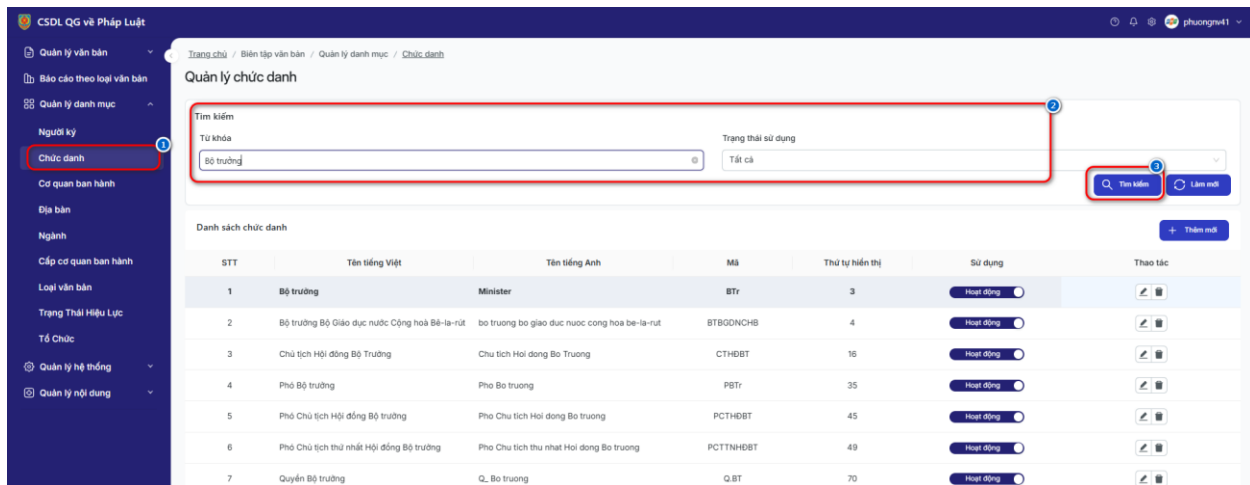 CSDL QG về Pháp Luật
phuongnv41
Quản lý văn bản
Báo cáo theo loại văn bản
Quản lý danh mục
Người ký
Chức danh
Cơ quan ban hành
Địa bàn
Ngành
Cấp cơ quan ban hành
Loại văn bản
Trạng Thái Hiệu Lực
Tổ Chức
Quản lý hệ thống
Quản lý nội dung
Trang chủ / Biên tập văn bản / Quản lý danh mục / Chức danh
Quản lý chức danh
Tìm kiếm
Từ khóa Trạng thái sử dụng
Bộ trưởng Tất cả
1
2
3
Tìm kiếm Làm mới
Danh sách chức danh + Thêm mới
STT Tên tiếng Việt Tên tiếng Anh Mã Thứ tự hiển thị Sử dụng Thao tác
1 Bộ trưởng Minister BTr 3 Hoạt động
2 Bộ trưởng Bộ Giáo dục nước Cộng hoà Bê-la-rút bo truong bo giao duc nuoc cong hoa be-la-rut BTBGDNCHB 4 Hoạt động
3 Chủ tịch Hội đồng Bộ Trưởng Chu tich Hoi dong Bo Truong CTHĐBT 16 Hoạt động
4 Phó Bộ trưởng Pho Bo truong PBTr 35 Hoạt động
5 Phó Chủ tịch Hội đồng Bộ trưởng Pho Chu tich Hoi dong Bo truong PCTHĐBT 45 Hoạt động
6 Phó Chủ tịch thứ nhất Hội đồng Bộ trưởng Pho Chu tich thu nhat Hoi dong Bo truong PCTTNHĐBT 49 Hoạt động
7 Quyền Bộ trưởng Q_ Bo truong Q.BT 70 Hoạt động